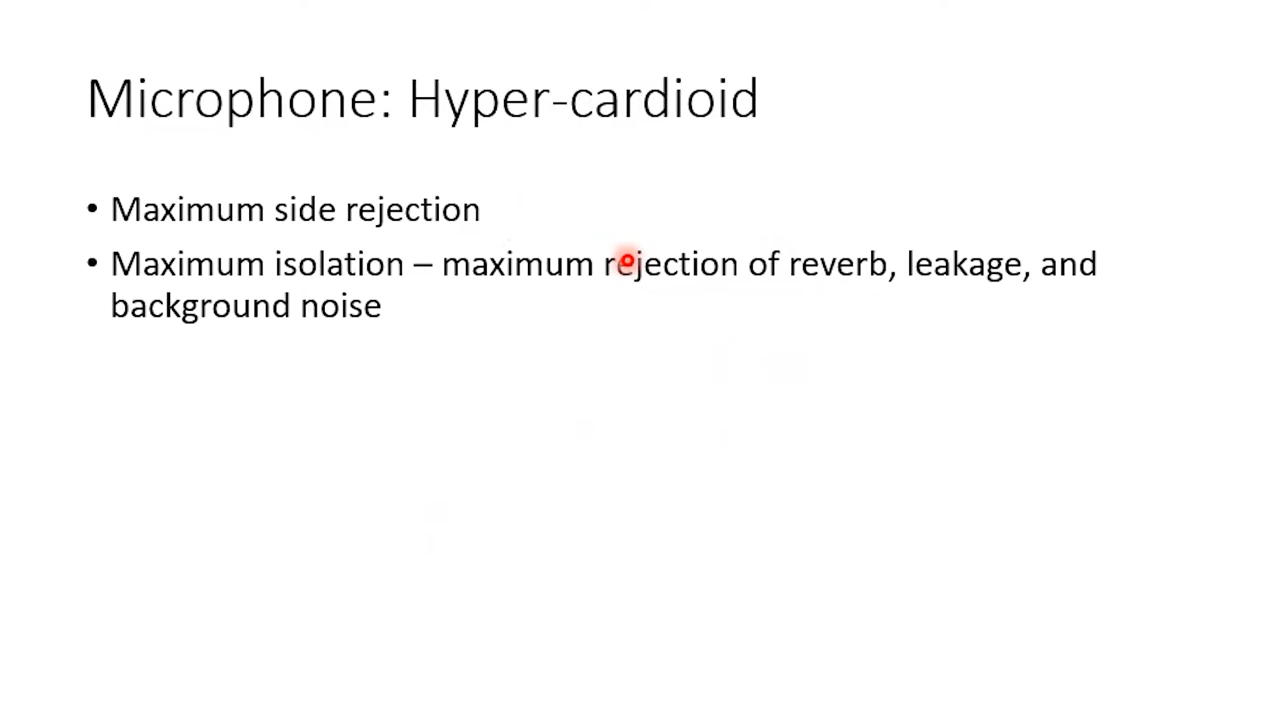 Microphone: Hyper-cardioid
• Maximum side rejection
• Maximum isolation – maximum rejection of reverb, leakage, and
background noise